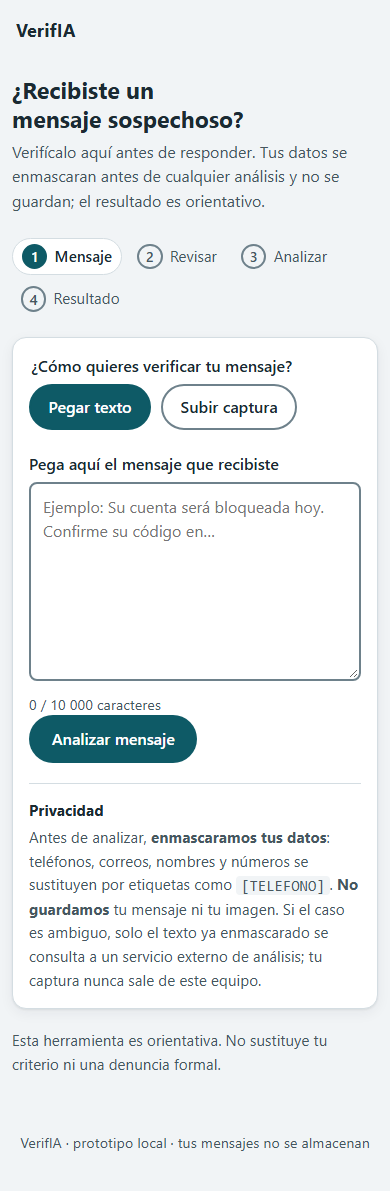 VerifIA
¿Recibiste un
mensaje sospechoso?
Verifícalo aquí antes de responder. Tus datos se
enmascaran antes de cualquier análisis y no se
guardan; el resultado es orientativo.
1 Mensaje 2 Revisar 3 Analizar
4 Resultado
¿Cómo quieres verificar tu mensaje?
Pegar texto Subir captura
Pega aquí el mensaje que recibiste
Ejemplo: Su cuenta será bloqueada hoy.
Confirme su código en...
0 / 10 000 caracteres
Analizar mensaje
Privacidad
Antes de analizar, enmascaramos tus datos:
teléfonos, correos, nombres y números se
sustituyen por etiquetas como [TELEFONO]. No
guardamos tu mensaje ni tu imagen. Si el caso
es ambiguo, solo el texto ya enmascarado se
consulta a un servicio externo de análisis; tu
captura nunca sale de este equipo.
Esta herramienta es orientativa. No sustituye tu
criterio ni una denuncia formal.
VerifIA · prototipo local · tus mensajes no se almacenan